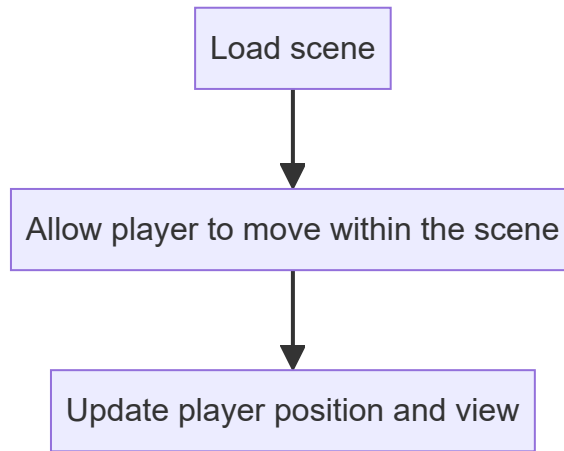 Load scene
Allow player to move within the scene
Update player position and view